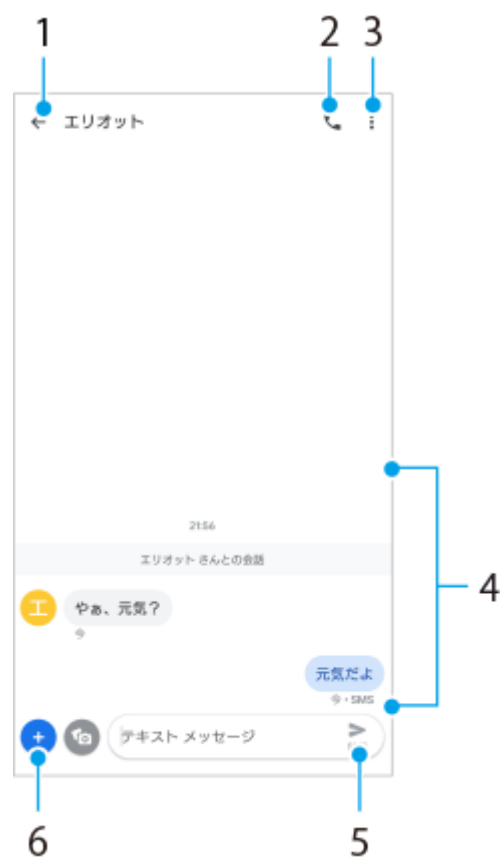 1 2 3
← エリオット
21:56
エリオット さんとの会話
エ やぁ、元気？
元気だよ
・SMS
4
+ テキスト メッセージ
6 5